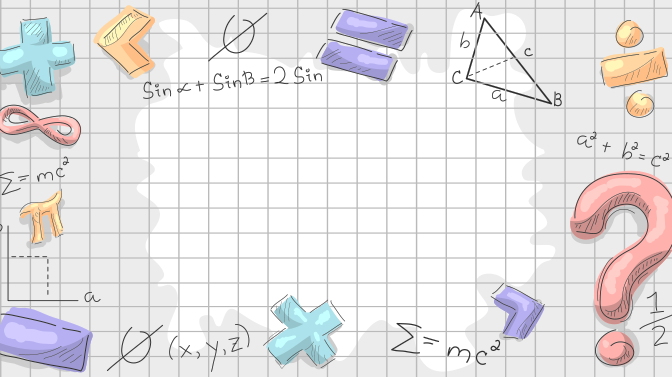 A
b
c
C
a
B
Sin α + Sin B = 2 Sin
a² + b² = c²
Σ = mc²
π
a
(x, y, z)
Σ = mc²
?
1/2